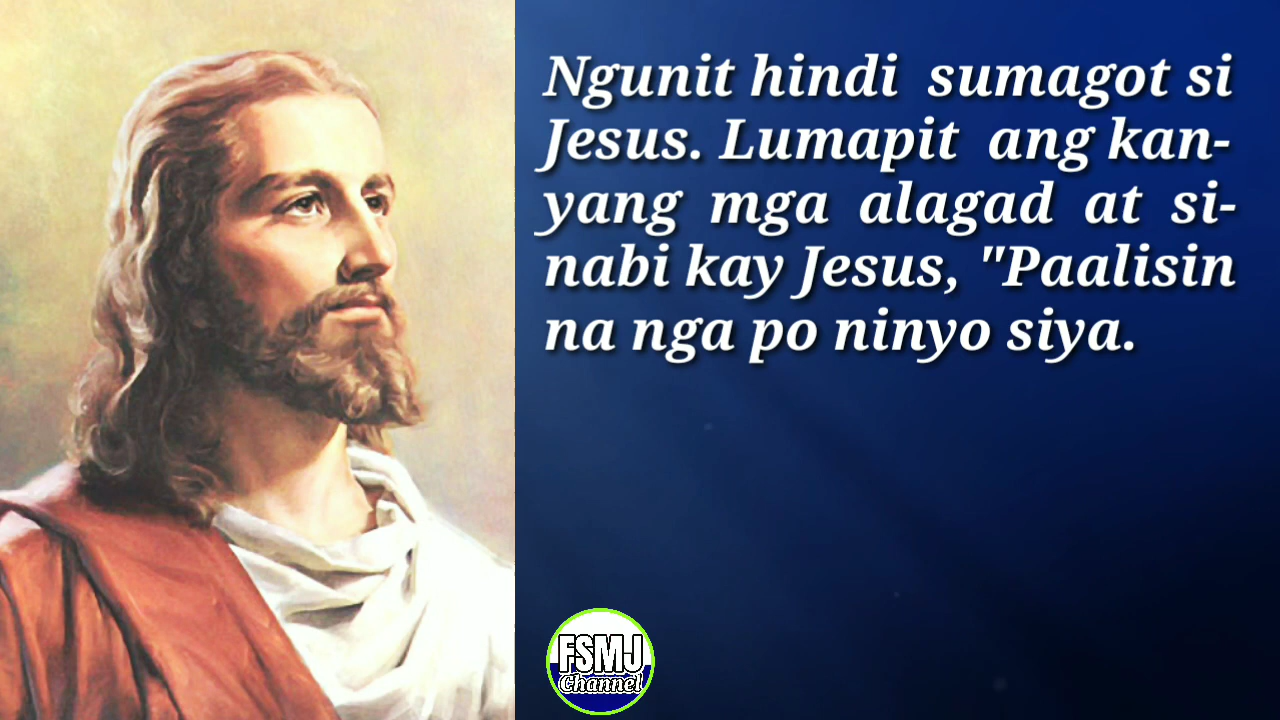 Ngunit hindi sumagot si
Jesus. Lumapit ang kan-
yang mga alagad at si-
nabi kay Jesus, "Paalisin
na nga po ninyo siya.
FSMJ
Channel